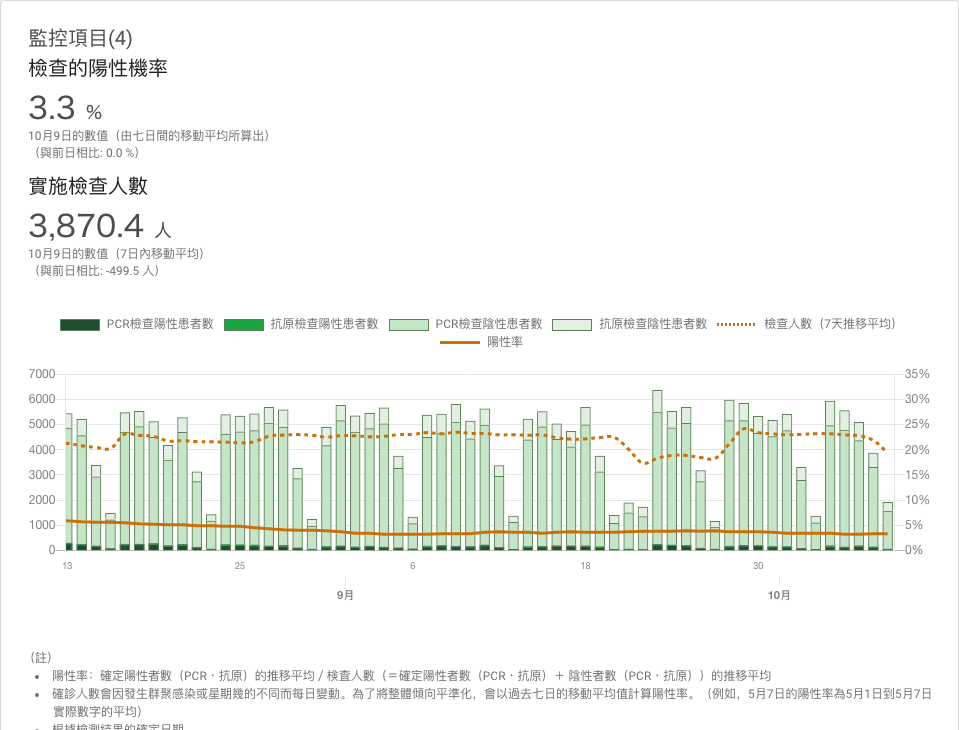 監控項目(4)
檢查的陽性機率
3.3 %
10月9日的數值（由七日間的移動平均所算出）
（與前日相比: 0.0 %）
實施檢查人數
3,870.4 人
10月9日的數值（7日內移動平均）
（與前日相比: -499.5 人）
PCR檢查陽性患者數 抗原檢查陽性患者數 PCR檢查陰性患者數 抗原檢查陰性患者數 檢查人數（7天推移平均）
陽性率
7000 35%
6000 30%
5000 25%
4000 20%
3000 15%
2000 10%
1000 5%
0 0%
13 25 6 18 30
9月 10月
（註）
• 陽性率：確定陽性者數（PCR・抗原）的推移平均 / 検查人數（＝確定陽性者數（PCR・抗原）＋ 陰性者數（PCR・抗原））的推移平均
• 確診人數會因發生群聚感染或星期幾的不同而每日變動。為了將整體傾向平準化，會以過去七日的移動平均值計算陽性率。（例如，5月7日的陽性率為5月1日到5月7日
實際數字的平均）
• 根據檢測結果的確定日期